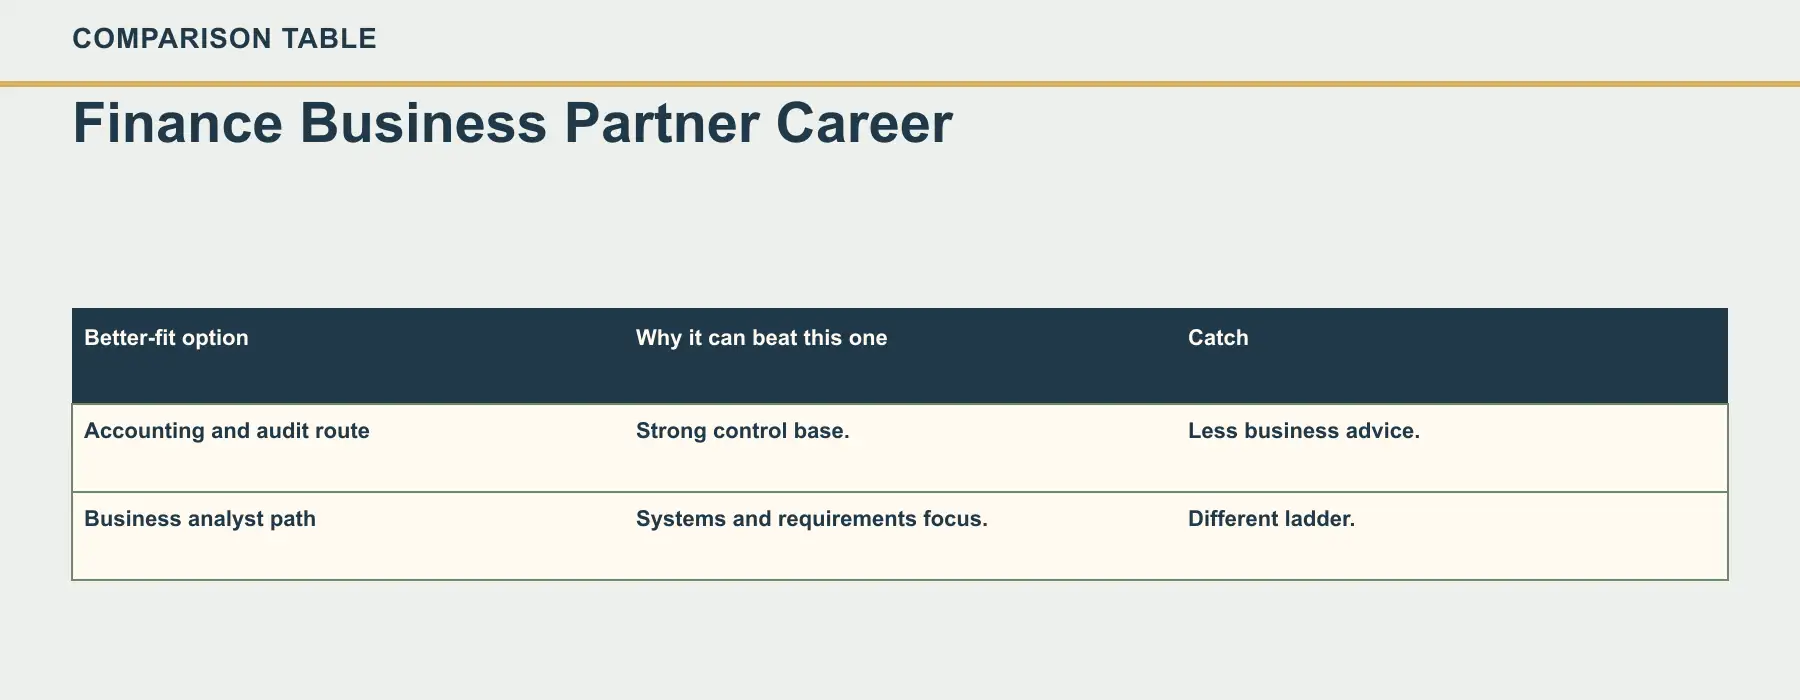 COMPARISON TABLE
Finance Business Partner Career
Better-fit option Why it can beat this one Catch
Accounting and audit route Strong control base. Less business advice.
Business analyst path Systems and requirements focus. Different ladder.